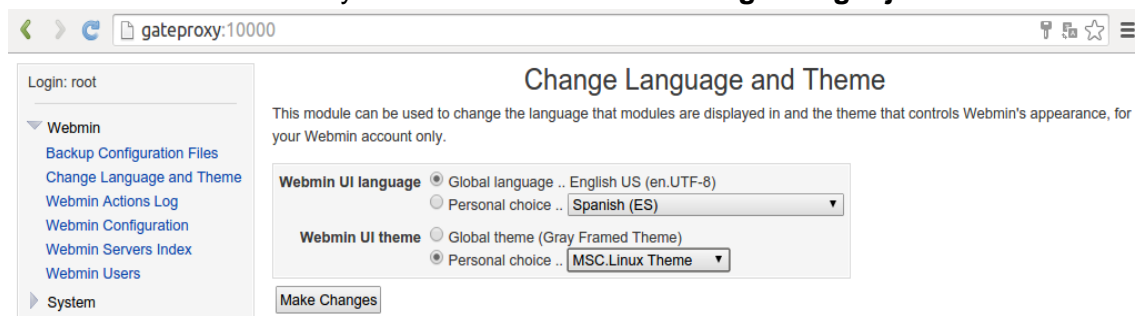 gateproxy:10000
Login: root
Webmin
Backup Configuration Files
Change Language and Theme
Webmin Actions Log
Webmin Configuration
Webmin Servers Index
Webmin Users
System
Change Language and Theme
This module can be used to change the language that modules are displayed in and the theme that controls Webmin's appearance, for
your Webmin account only.
Webmin UI language Global language .. English US (en.UTF-8)
Personal choice .. Spanish (ES)
Webmin UI theme Global theme (Gray Framed Theme)
Personal choice .. MSC.Linux Theme
Make Changes